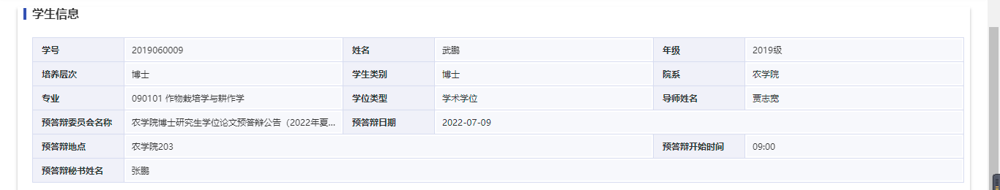 学生信息
学号 2019060009 姓名 武鹏 年级 2019级
培养层次 博士 学生类别 博士 院系 农学院
专业 090101 作物栽培学与耕作学 学位类型 学术学位 导师姓名 贾志宽
预答辩委员会名称 农学院博士研究生学位论文预答辩公告（2022年夏... 预答辩日期 2022-07-09
预答辩地点 农学院203 预答辩开始时间 09:00
预答辩秘书姓名 张鹏